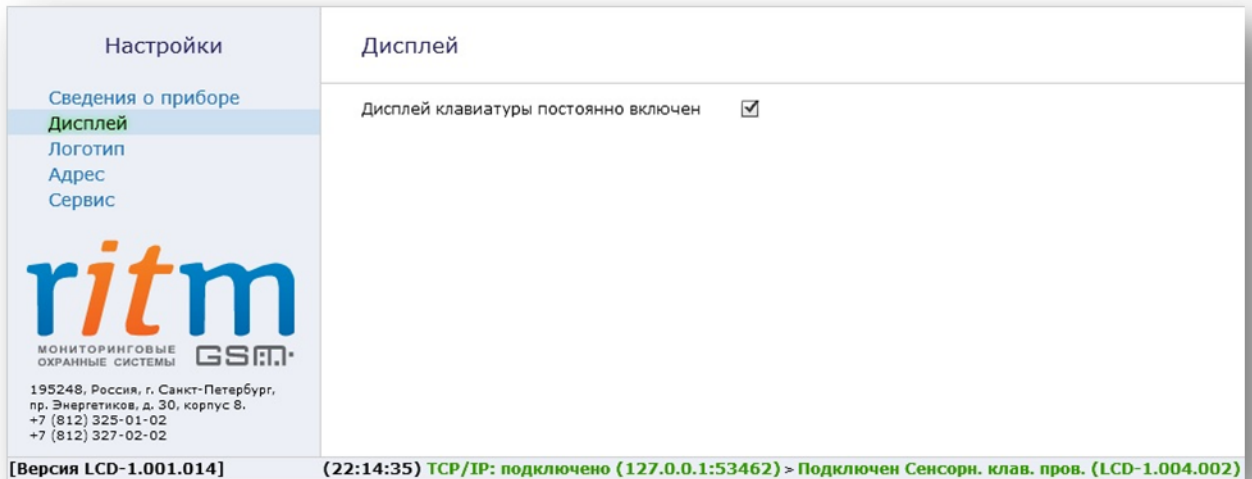 Настройки
Сведения о приборе
Дисплей
Логотип
Адрес
Сервис
ritm
МОНИТОРИНГОВЫЕ
ОХРАННЫЕ СИСТЕМЫ
GSM
195248, Россия, г. Санкт-Петербург,
пр. Энергетиков, д. 30, корпус 8.
+7 (812) 325-01-02
+7 (812) 327-02-02
Дисплей
Дисплей клавиатуры постоянно включен
[Версия LCD-1.001.014]
(22:14:35) TCP/IP: подключено (127.0.0.1:53462) > Подключен Сенсорн. клав. пров. (LCD-1.004.002)